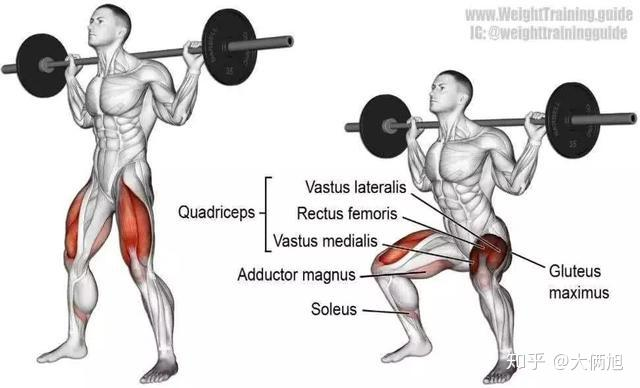 www.WeightTraining.guide
IG: @weighttrainingguide
Vastus lateralis
Quadriceps
Rectus femoris
Vastus medialis
Adductor magnus
Gluteus
maximus
Soleus
知乎 @大俩旭